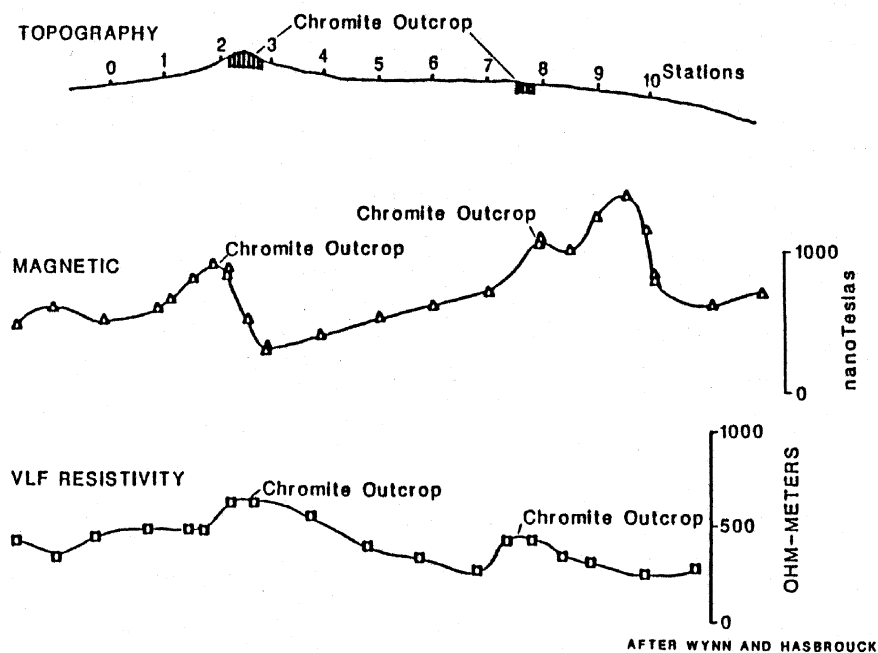 Chromite Outcrop
TOPOGRAPHY
0 1 2 3 4 5 6 7 8 9 10 Stations
Chromite Outcrop
Chromite Outcrop
MAGNETIC
1000
0
nanoTeslas
1000
VLF RESISTIVITY
Chromite Outcrop
Chromite Outcrop
500
0
OHM-METERS
AFTER WYNN AND HASBROUCK